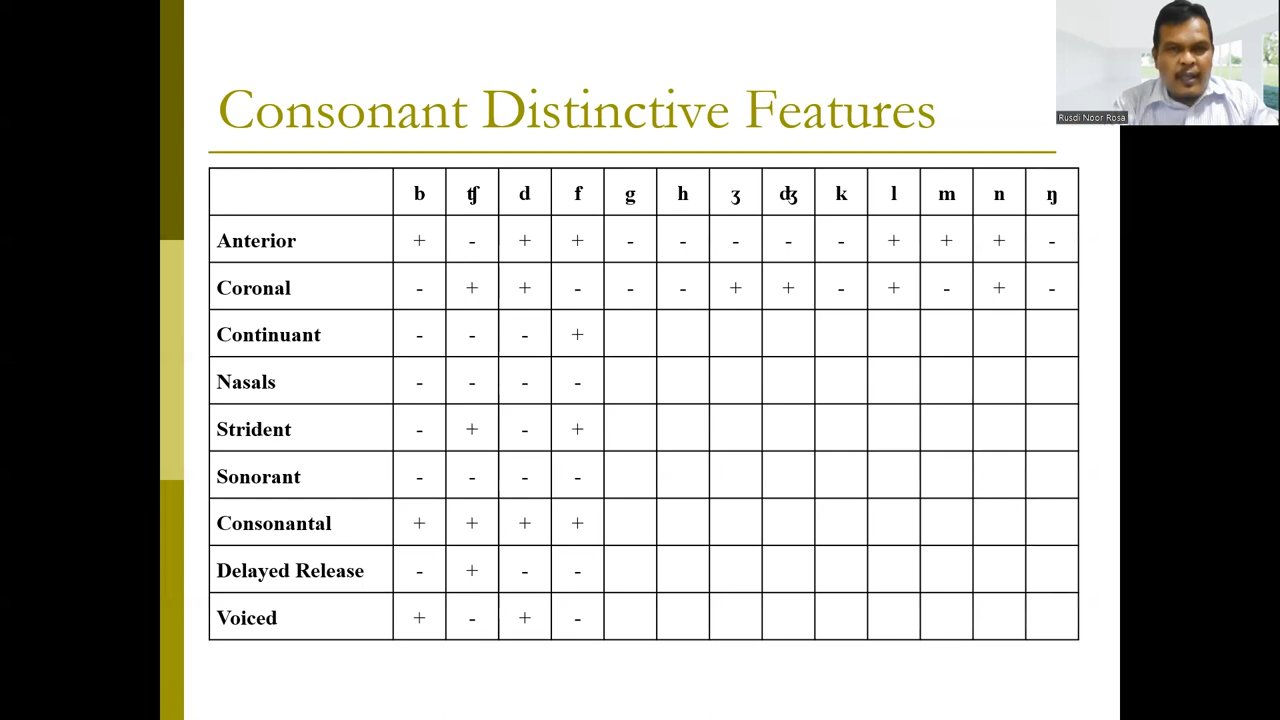 Rusdi Noor Rosa
Consonant Distinctive Features
b ʧ d f g h ʒ ʤ k l m n ŋ
Anterior + - + + - - - - - + + + -
Coronal - + + - - - + + - + - + -
Continuant - - - +
Nasals - - - -
Strident - + - +
Sonorant - - - -
Consonantal + + + +
Delayed Release - + - -
Voiced + - + -